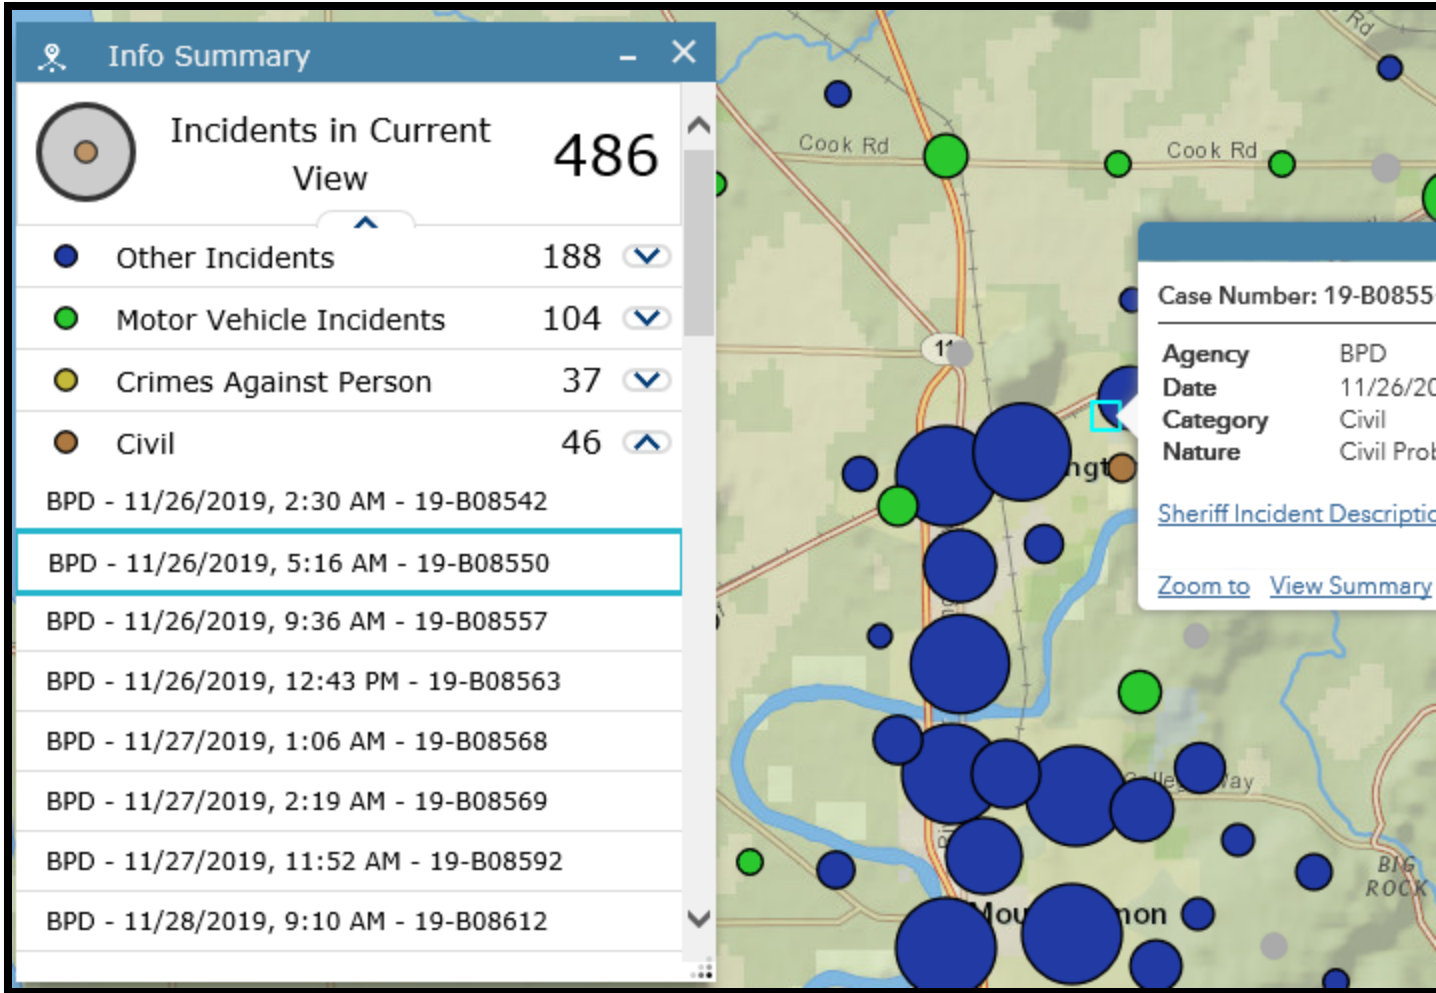 Info Summary
Incidents in Current
View
486
Other Incidents 188
Motor Vehicle Incidents 104
Crimes Against Person 37
Civil 46
BPD - 11/26/2019, 2:30 AM - 19-B08542
BPD - 11/26/2019, 5:16 AM - 19-B08550
BPD - 11/26/2019, 9:36 AM - 19-B08557
BPD - 11/26/2019, 12:43 PM - 19-B08563
BPD - 11/27/2019, 1:06 AM - 19-B08568
BPD - 11/27/2019, 2:19 AM - 19-B08569
BPD - 11/27/2019, 11:52 AM - 19-B08592
BPD - 11/28/2019, 9:10 AM - 19-B08612
Rd
Cook Rd
Cook Rd
Case Number: 19-B0855
Agency BPD
Date 11/26/20
Category Civil
Nature Civil Prob
Sheriff Incident Descriptio
Zoom to View Summary
11
ngt
BIG
ROCK
Mou non